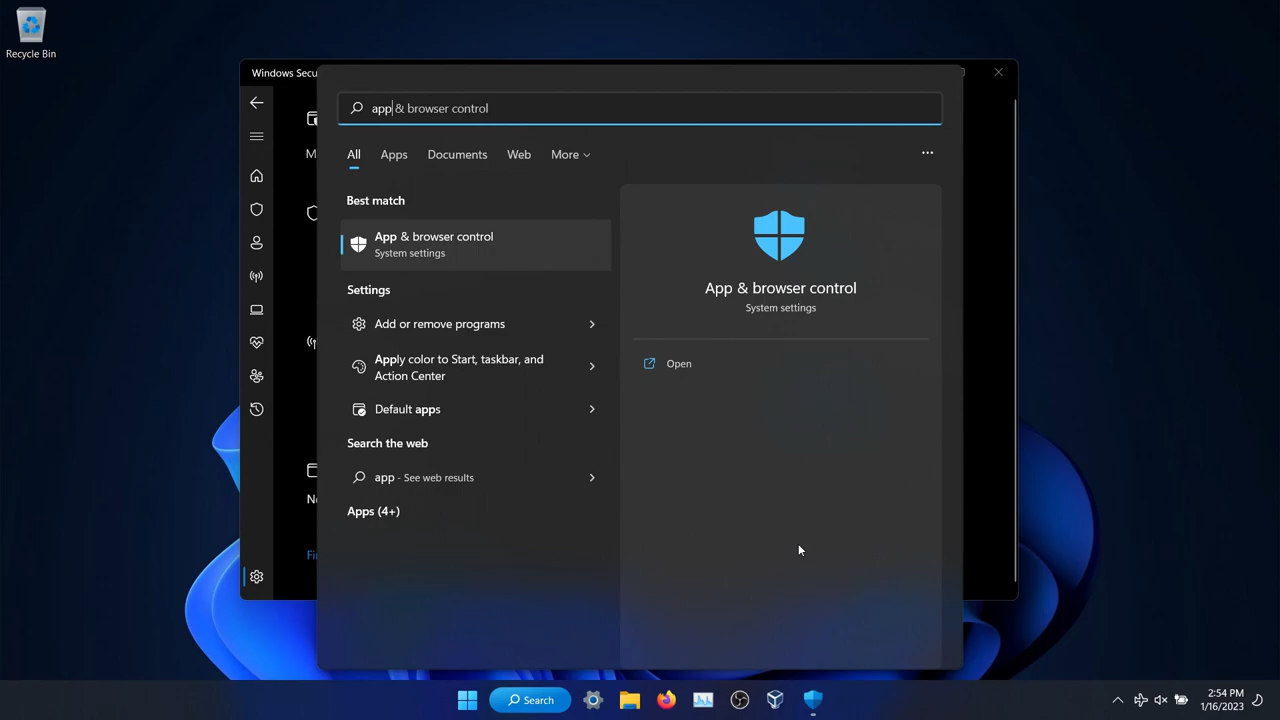 Recycle Bin
Windows Secu
app & browser control
All Apps Documents Web More
Best match
App & browser control
System settings
Settings
Add or remove programs
Apply color to Start, taskbar, and
Action Center
Default apps
Search the web
app - See web results
Apps (4+)
App & browser control
System settings
Open
M
No
Fi
Search
2:54 PM
1/16/2023